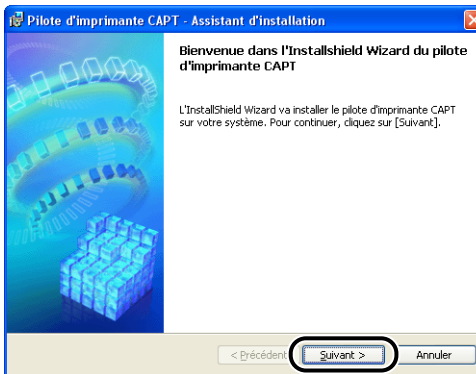 Pilote d'imprimante CAPT - Assistant d'installation
Bienvenue dans l'Installshield Wizard du pilote
d'imprimante CAPT
L'InstallShield Wizard va installer le pilote d'imprimante CAPT
sur votre système. Pour continuer, cliquez sur [Suivant].
< Précédent
Suivant >
Annuler